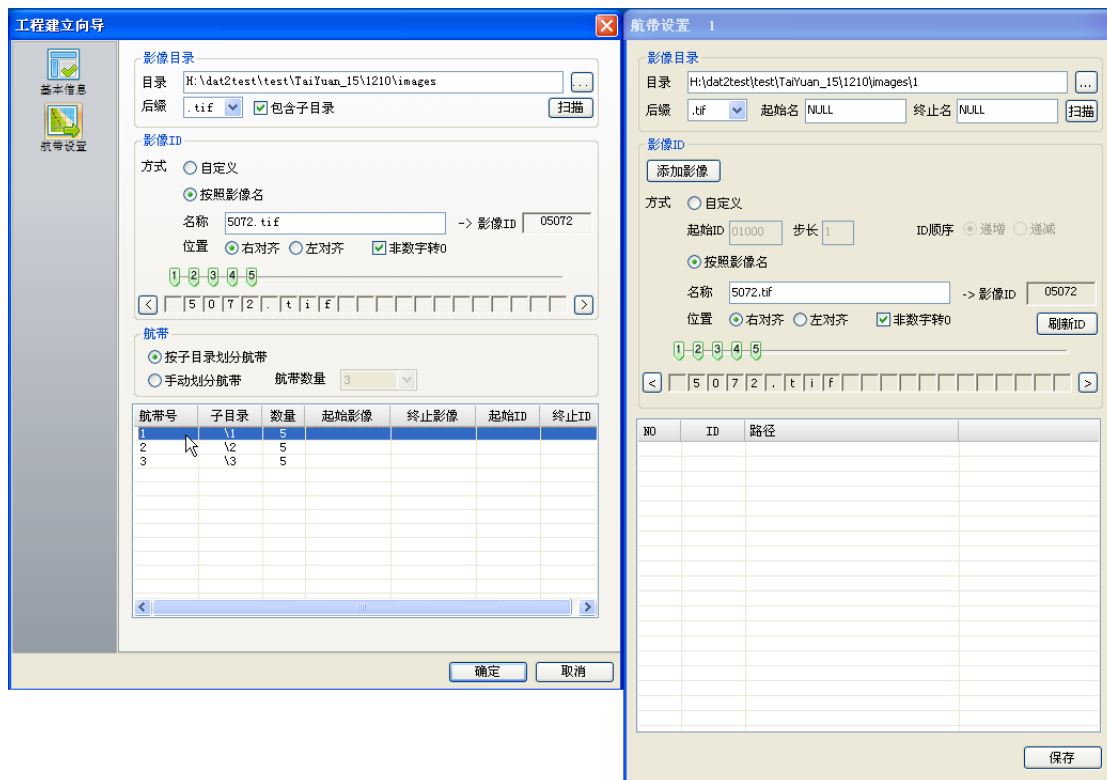 工程建立向导
基本信息
航带设置
影像目录
目录 H:\dat2test\test\TaiYuan_15\1210\images ...
后缀 .tif 包含子目录 扫描
影像ID
方式 自定义
按照影像名
名称 5072.tif -> 影像ID 05072
位置 右对齐 左对齐 非数字转0
1 2 3 4 5
< 5 0 7 2 . t i f >
航带
按子目录划分航带
手动划分航带 航带数量 3
航带号 子目录 数量 起始影像 终止影像 起始ID 终止ID
1 \1 5
2 \2 5
3 \3 5
确定 取消
航带设置 1
影像目录
目录 H:\dat2test\test\TaiYuan_15\1210\images\1 ...
后缀 .tif 起始名 NULL 终止名 NULL 扫描
影像ID
添加影像
方式 自定义
起始ID 01000 步长 1 ID顺序 递增 递减
按照影像名
名称 5072.tif -> 影像ID 05072
位置 右对齐 左对齐 非数字转0 刷新ID
1 2 3 4 5
< 5 0 7 2 . t i f >
NO ID 路径
保存